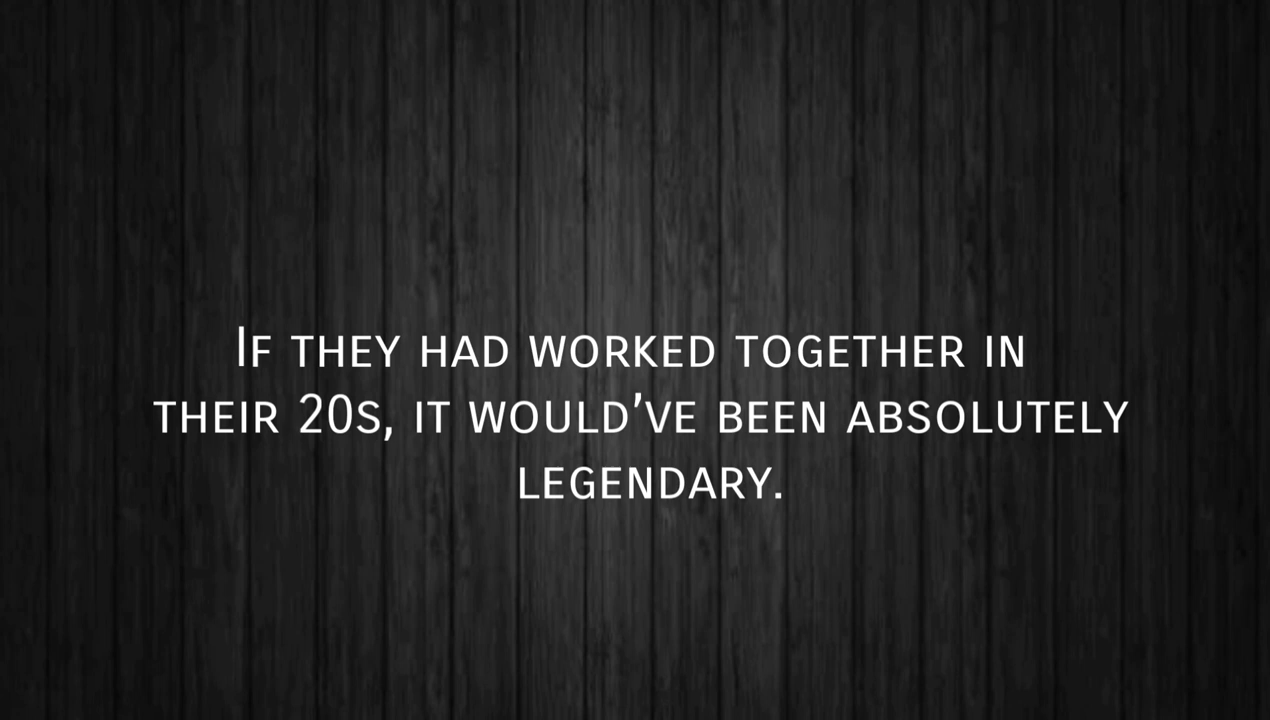 If they had worked together in
their 20s, it would've been absolutely
legendary.